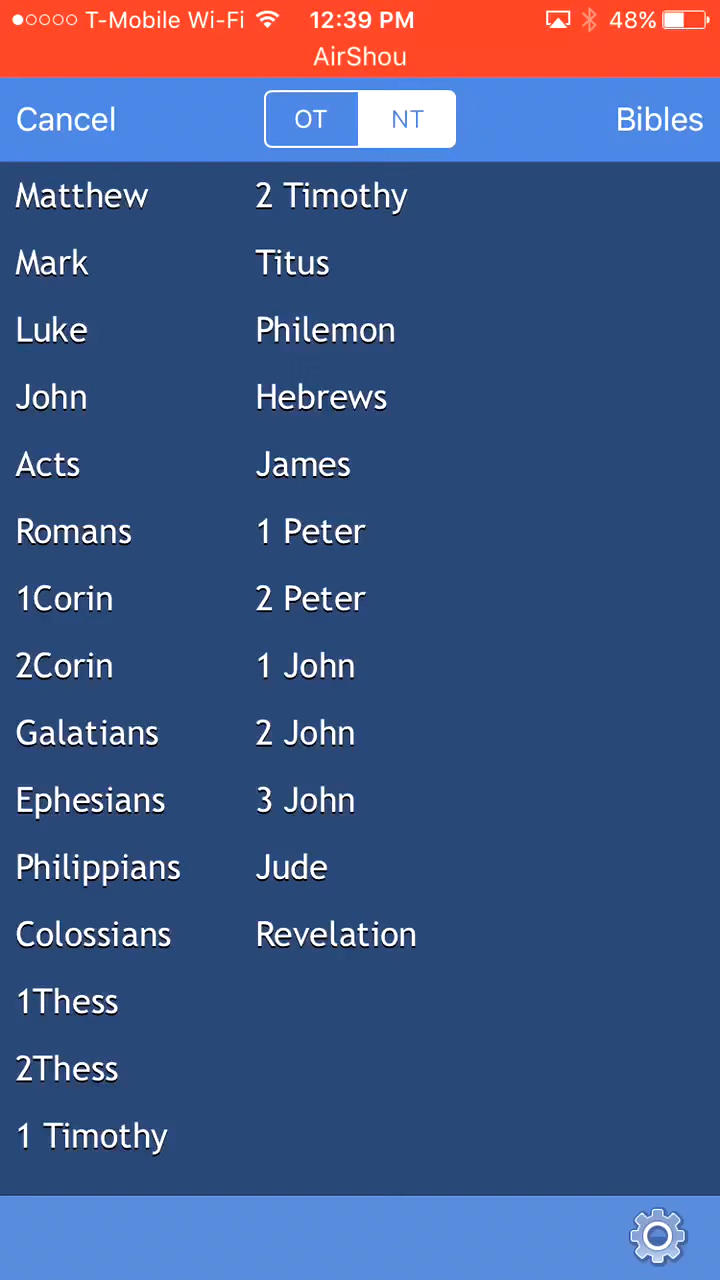 T-Mobile Wi-Fi 12:39 PM 48%
AirShou
Cancel OT NT Bibles
Matthew
Mark
Luke
John
Acts
Romans
1Corin
2Corin
Galatians
Ephesians
Philippians
Colossians
1Thess
2Thess
1 Timothy
2 Timothy
Titus
Philemon
Hebrews
James
1 Peter
2 Peter
1 John
2 John
3 John
Jude
Revelation